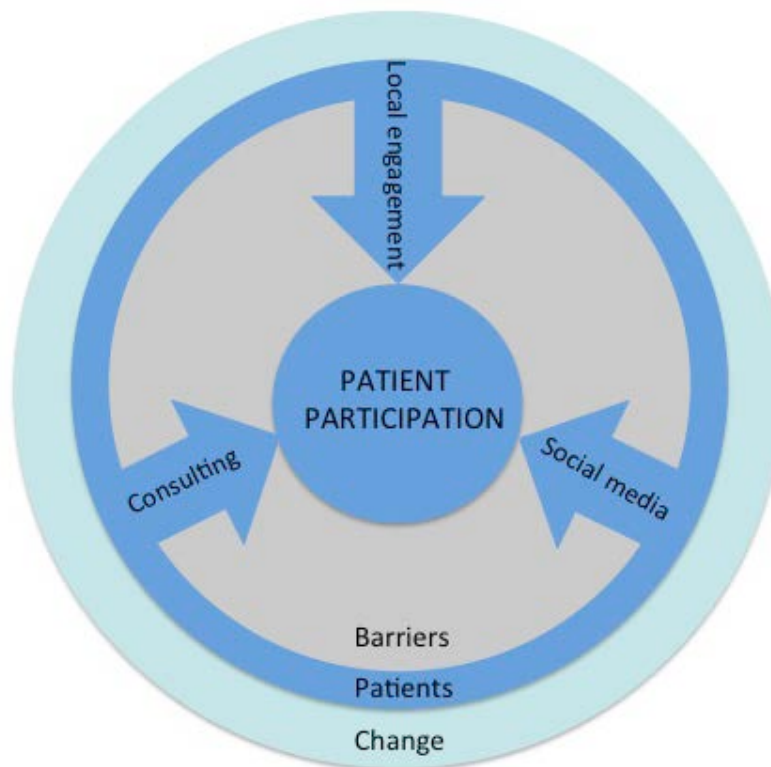 Local engagement
PATIENT
PARTICIPATION
Consulting
Social media
Barriers
Patients
Change